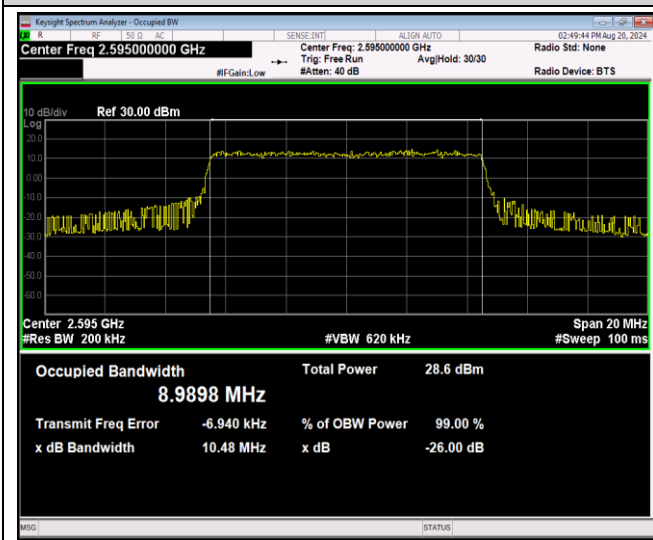 Keysight Spectrum Analyzer - Occupied BW
LXI R RF 50 Ω AC SENSE:INT ALIGN AUTO 02:49:44 PM Aug 20, 2024
Center Freq 2.595000000 GHz Center Freq: 2.595000000 GHz Radio Std: None
Trig: Free Run Avg|Hold: 30/30
#IFGain:Low #Atten: 40 dB Radio Device: BTS
10 dB/div Ref 30.00 dBm
Log
20.0
10.0
0.00
-10.0
-20.0
-30.0
-40.0
-50.0
-60.0
Center 2.595 GHz Span 20 MHz
#Res BW 200 kHz #VBW 620 kHz #Sweep 100 ms
Occupied Bandwidth Total Power 28.6 dBm
8.9898 MHz
Transmit Freq Error -6.940 kHz % of OBW Power 99.00 %
x dB Bandwidth 10.48 MHz x dB -26.00 dB
MSG STATUS